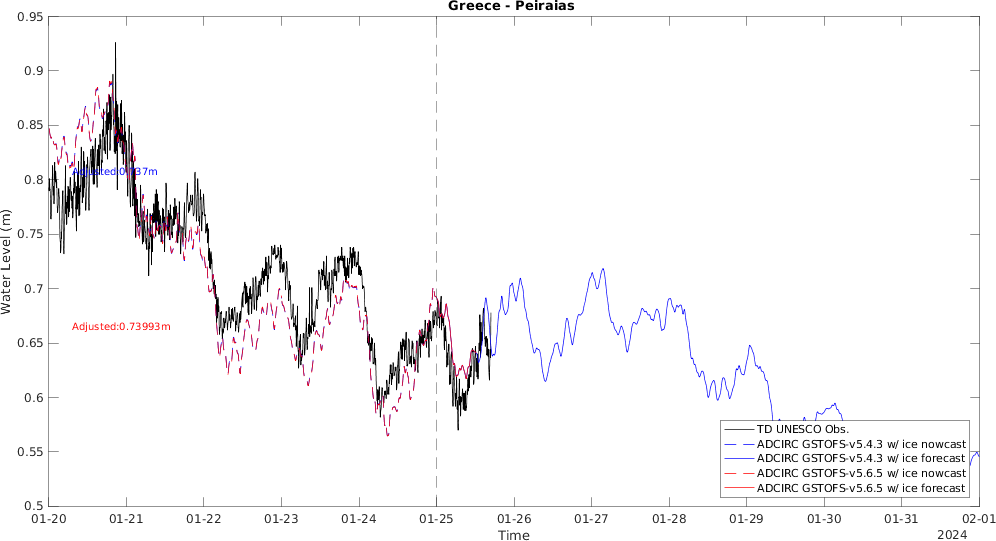 Greece - Peiraias
Water Level (m)
0.95
0.9
0.85
0.8
0.75
0.7
0.65
0.6
0.55
0.5
Adjusted:0.737m
Adjusted:0.73993m
TD UNESCO Obs.
ADCIRC GSTOFS-v5.4.3 w/ ice nowcast
ADCIRC GSTOFS-v5.4.3 w/ ice forecast
ADCIRC GSTOFS-v5.6.5 w/ ice nowcast
ADCIRC GSTOFS-v5.6.5 w/ ice forecast
01-20 01-21 01-22 01-23 01-24 01-25 01-26 01-27 01-28 01-29 01-30 01-31 02-01
Time
2024